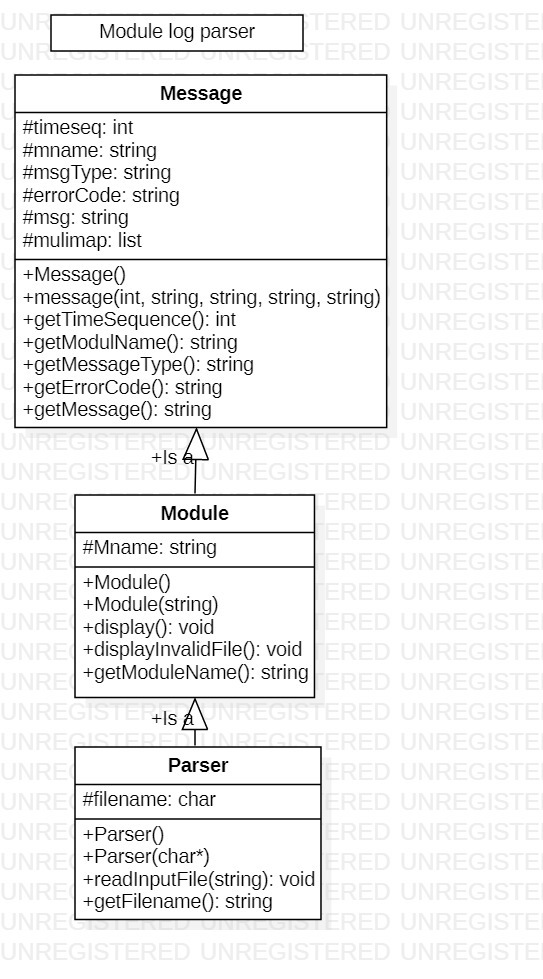 Module log parser
Message
#timeseq: int
#mname: string
#msgType: string
#errorCode: string
#msg: string
#mulimap: list
+Message()
+message(int, string, string, string, string)
+getTimeSequence(): int
+getModulName(): string
+getMessageType(): string
+getErrorCode(): string
+getMessage(): string
+Is a
Module
#Mname: string
+Module()
+Module(string)
+display(): void
+displayInvalidFile(): void
+getModuleName(): string
+Is a
Parser
#filename: char
+Parser()
+Parser(char*)
+readInputFile(string): void
+getFilename(): string
UNREGISTERED